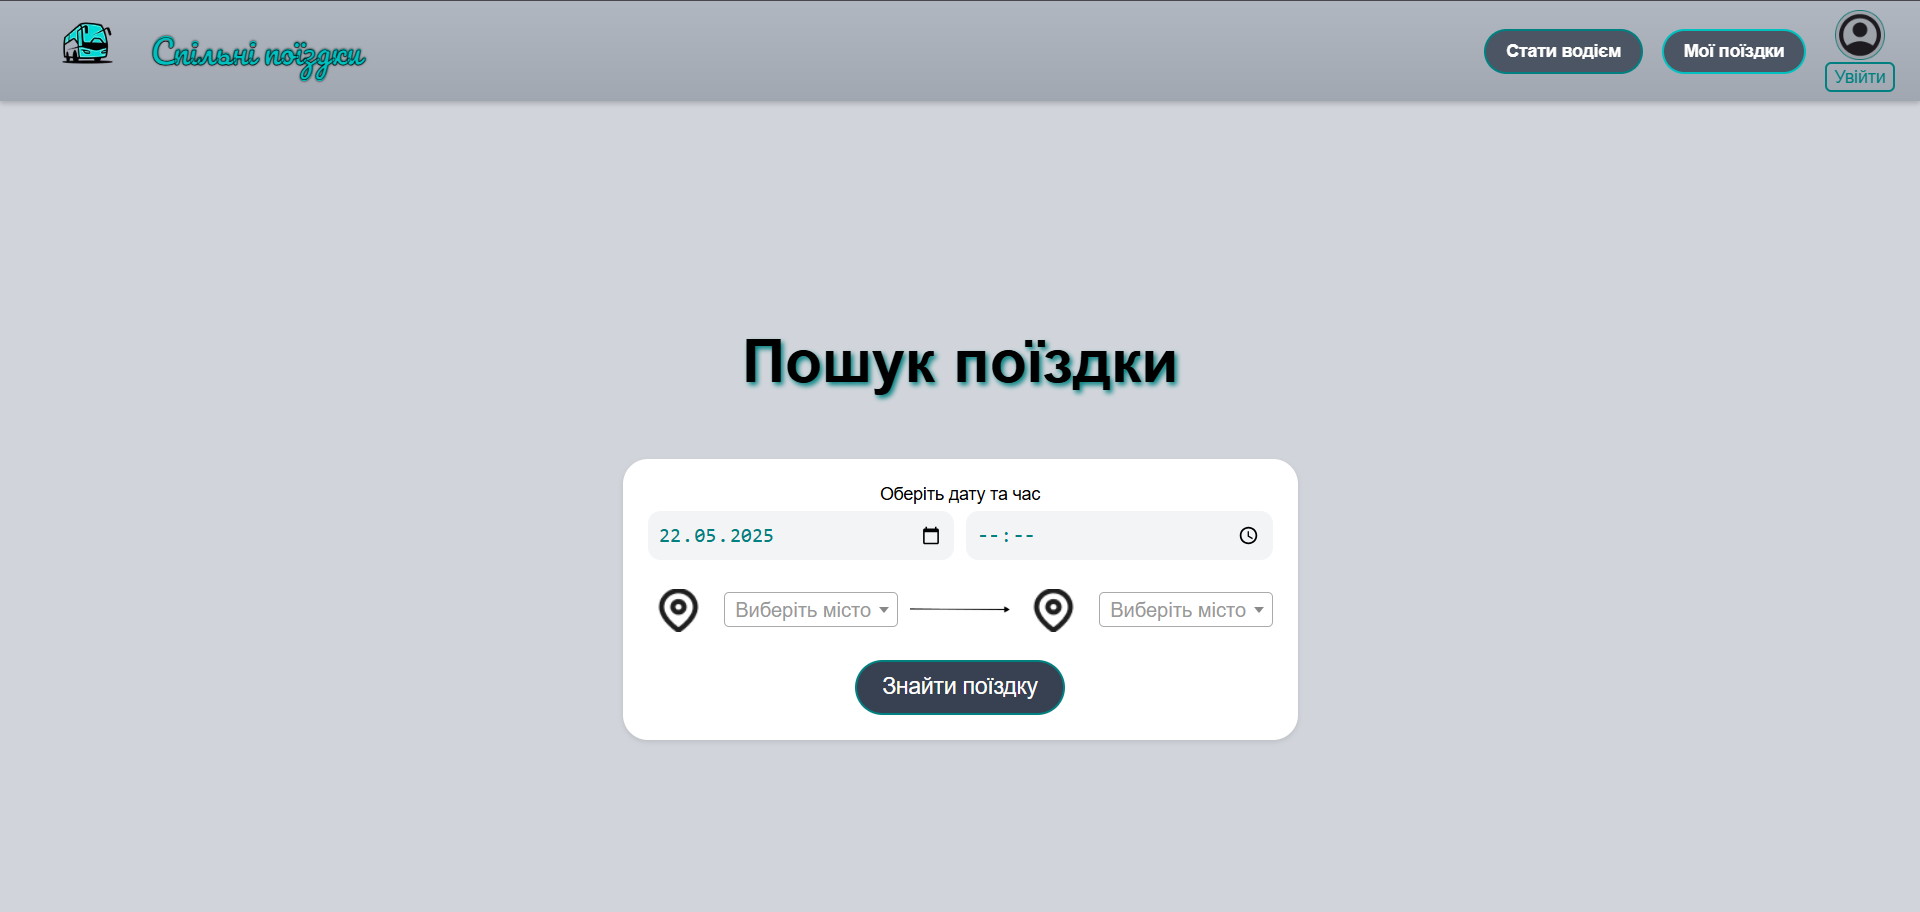 Спільні поїздки
Стати водієм
Мої поїздки
Увійти
Пошук поїздки
Оберіть дату та час
22.05.2025
--:--
Виберіть місто
Виберіть місто
Знайти поїздку